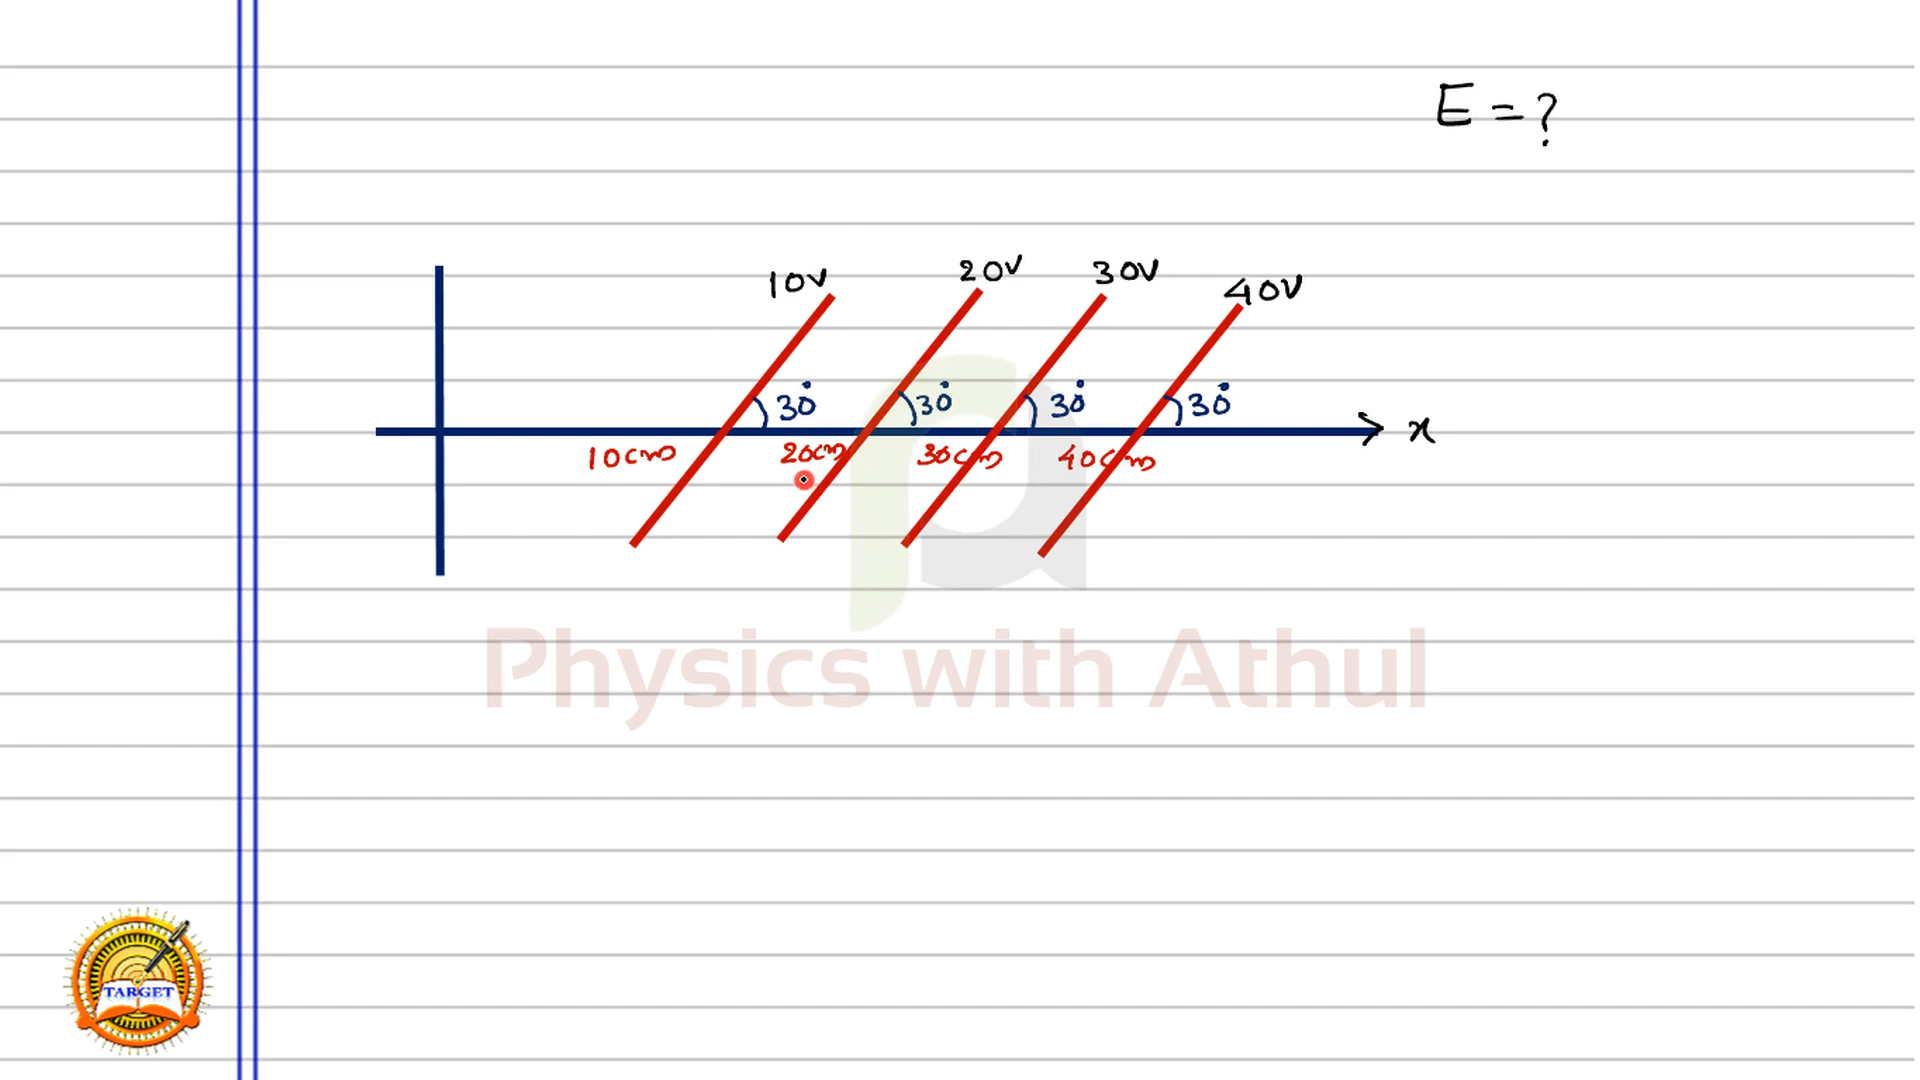 E = ?
10V 20V 30V 40V
30° 30° 30° 30°
x
10cm 20cm 30cm 40cm
Physics with Athul
TARGET